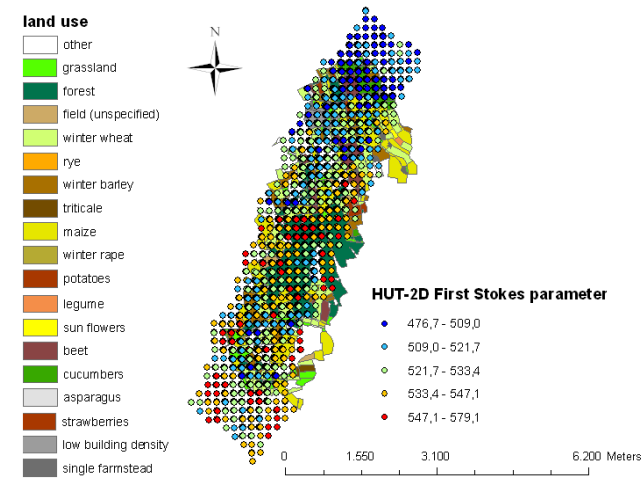 land use
N
other
grassland
forest
field (unspecified)
winter wheat
rye
winter barley
triticale
maize
winter rape
potatoes
legume
sun flowers
beet
cucumbers
asparagus
strawberries
low building density
single farmstead
HUT-2D First Stokes parameter
476,7 - 509,0
509,0 - 521,7
521,7 - 533,4
533,4 - 547,1
547,1 - 579,1
0 1.550 3.100 6.200 Meters